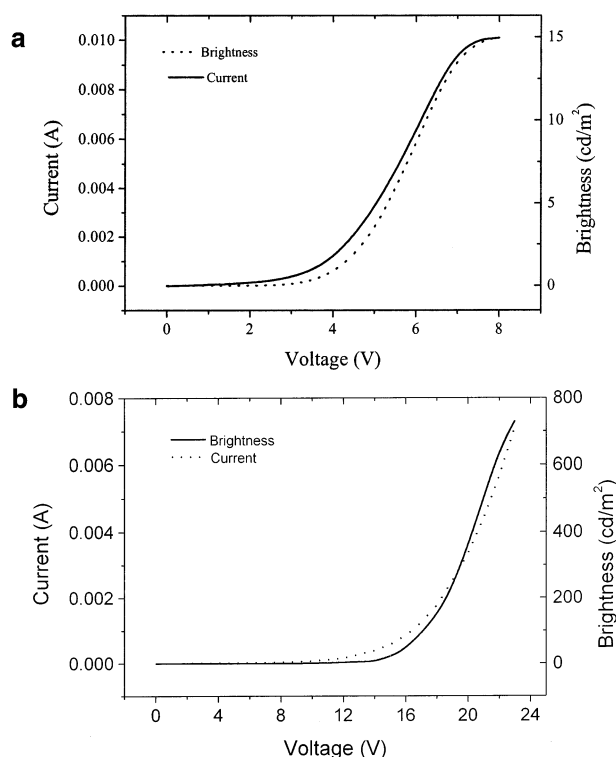 a
Brightness
Current
0.010
0.008
0.006
0.004
0.002
0.000
Current (A)
15
10
5
0
Brightness (cd/m²)
0 2 4 6 8
Voltage (V)
b
Brightness
Current
0.008
0.006
0.004
0.002
0.000
Current (A)
800
600
400
200
0
Brightness (cd/m²)
0 4 8 12 16 20 24
Voltage (V)